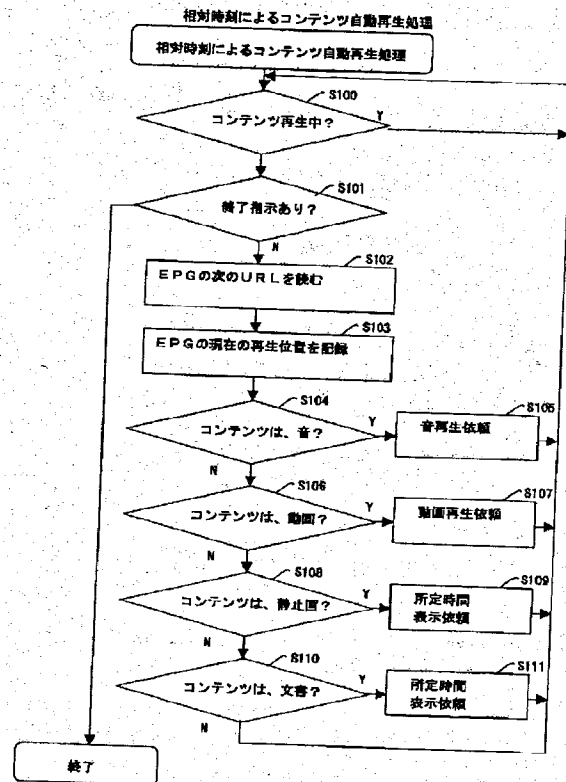 相対時刻によるコンテンツ自動再生処理
相対時刻によるコンテンツ自動再生処理
S100
コンテンツ再生中？
Y
S101
終了指示あり？
N
S102
ＥＰＧの次のＵＲＬを読む
S103
ＥＰＧの現在の再生位置を記録
S104
コンテンツは、音？
Y
S105
音再生依頼
N
S106
コンテンツは、動画？
Y
S107
動画再生依頼
N
S108
コンテンツは、静止画？
Y
S109
所定時間
表示依頼
N
S110
コンテンツは、文書？
Y
S111
所定時間
表示依頼
N
終了